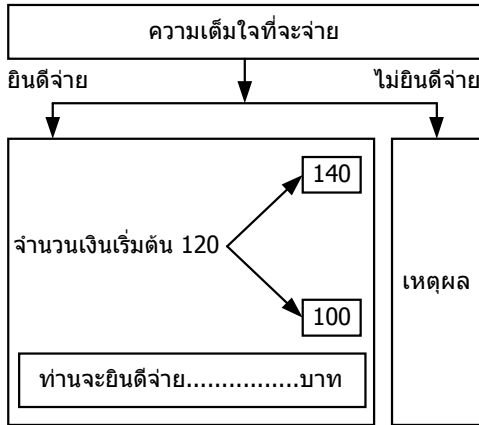 ความเต็มใจที่จะจ่าย
ยินดีจ่าย
ไม่ยินดีจ่าย
140
จำนวนเงินเริ่มต้น 120
100
ท่านจะยินดีจ่าย................บาท
เหตุผล